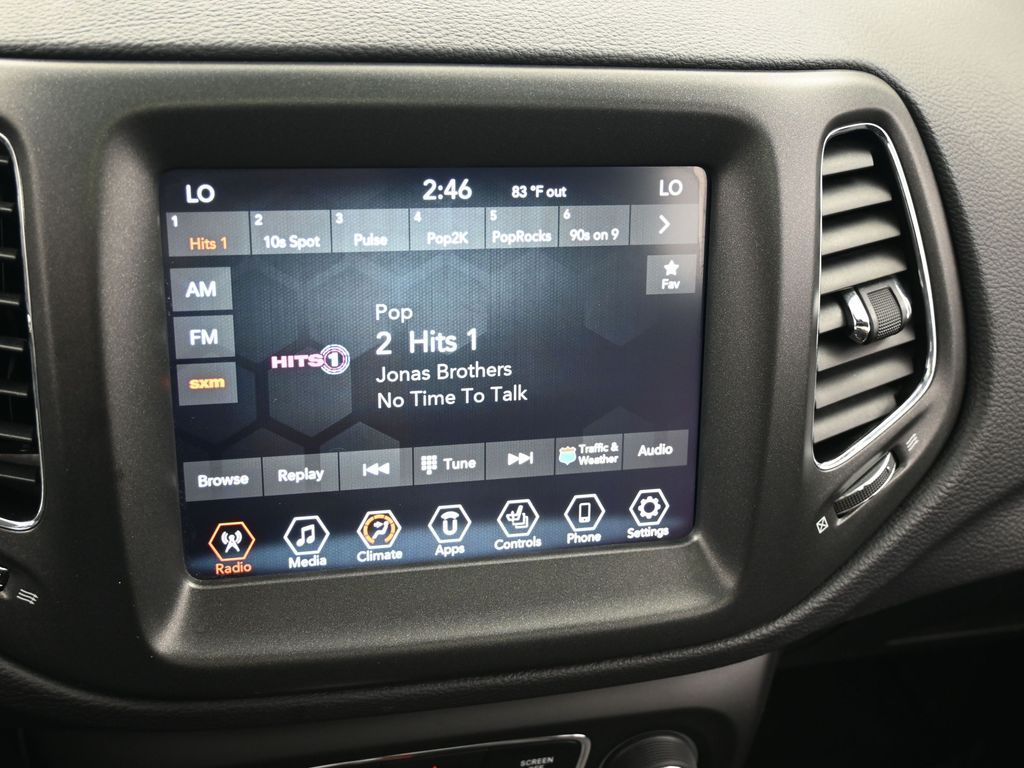 LO 2:46 83 °F out LO
1 2 3 4 5 6
Hits 1 10s Spot Pulse Pop2K PopRocks 90s on 9
AM
Fav
Pop
FM
2 Hits 1
HITS1
Jonas Brothers
sxm
No Time To Talk
Browse Replay Tune Traffic & Weather Audio
Radio Media Climate Apps Controls Phone Settings
SCREEN
OFF